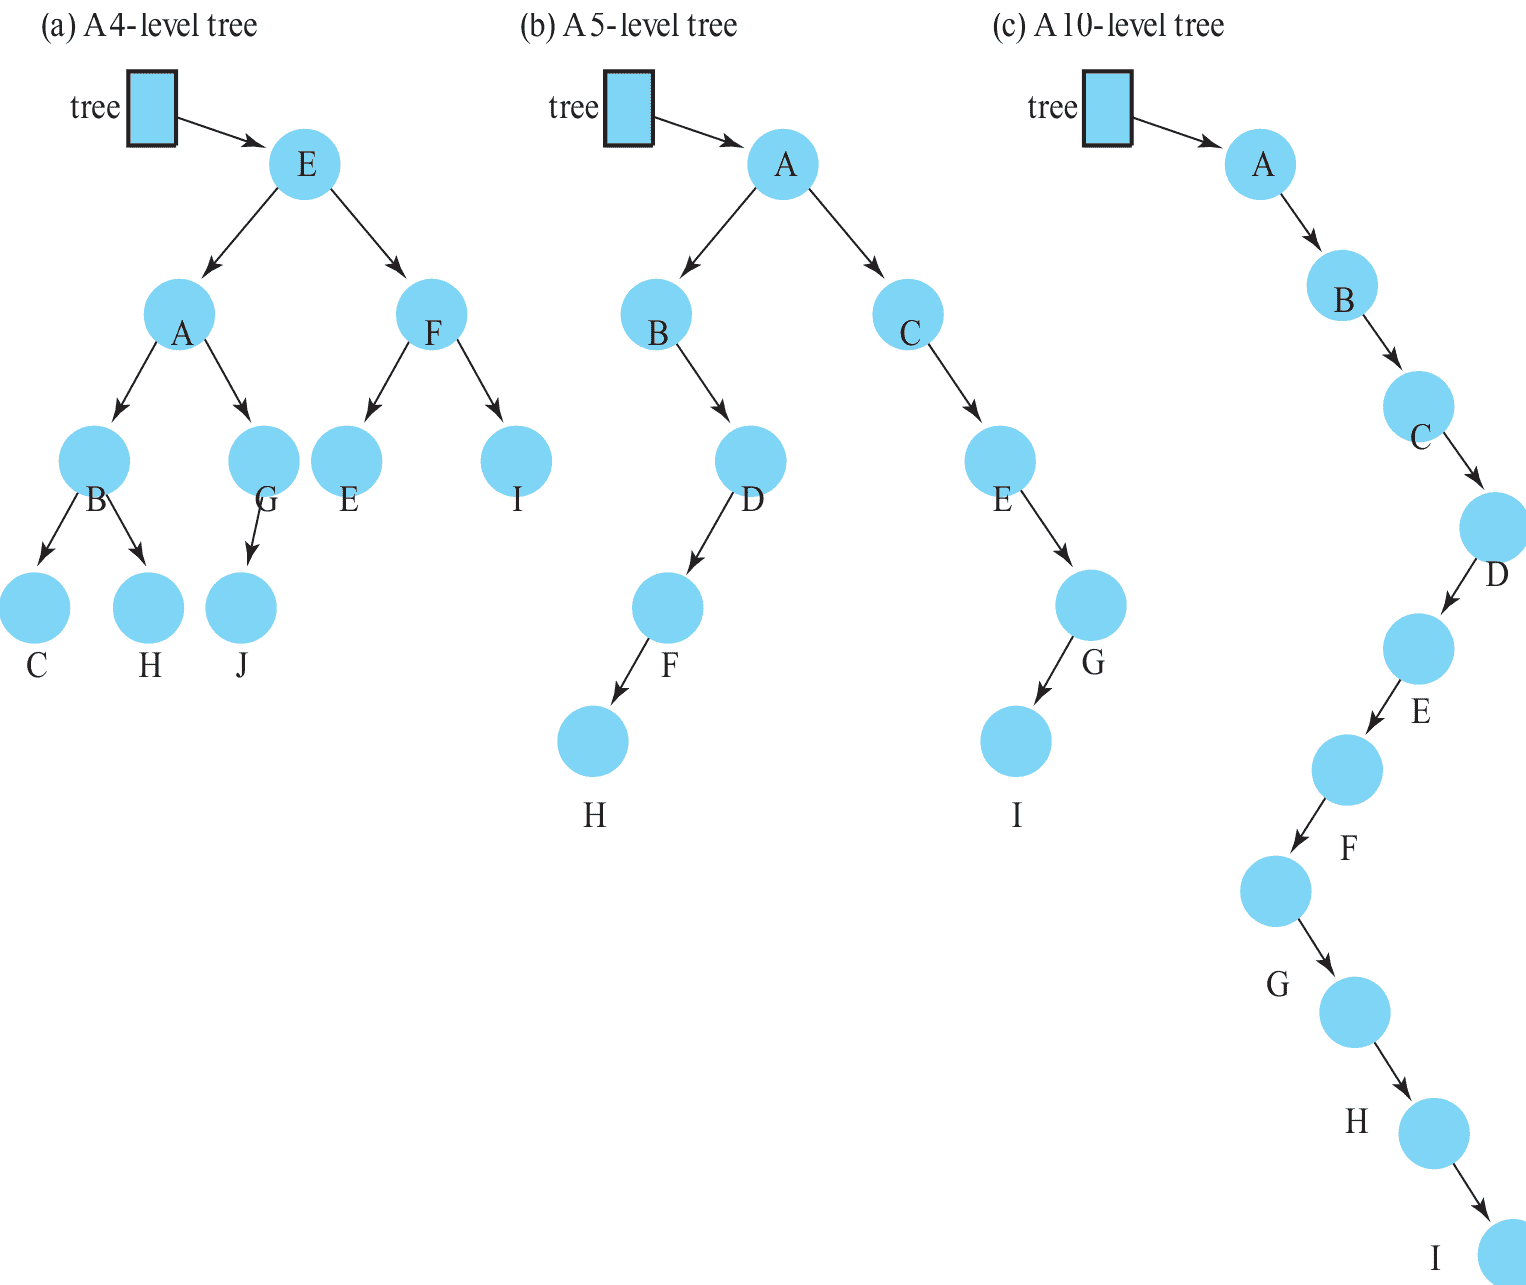 (a) A 4-level tree
tree
E
A F
B G E I
C H J
(b) A 5-level tree
tree
A
B C
D E
F G
H I
(c) A 10-level tree
tree
A
B
C
D
E
F
G
H
I